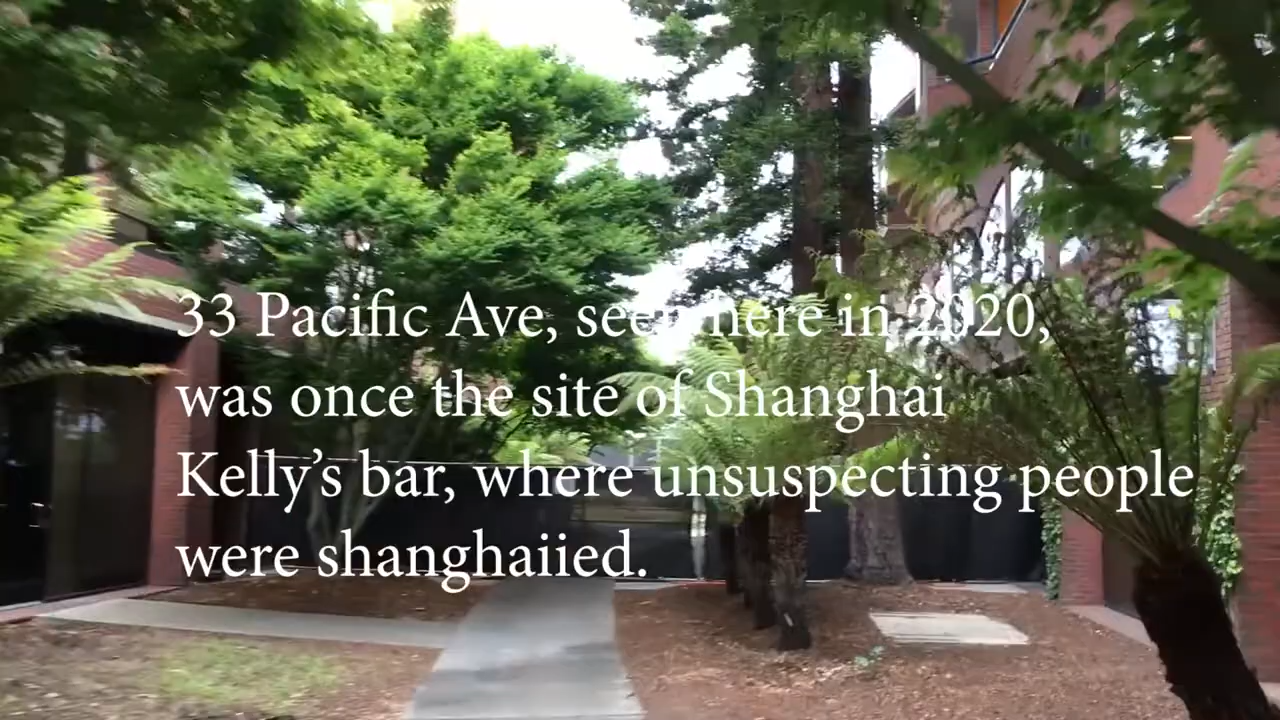 33 Pacific Ave, seen here in 2020,
was once the site of Shanghai
Kelly’s bar, where unsuspecting people
were shanghaiied.